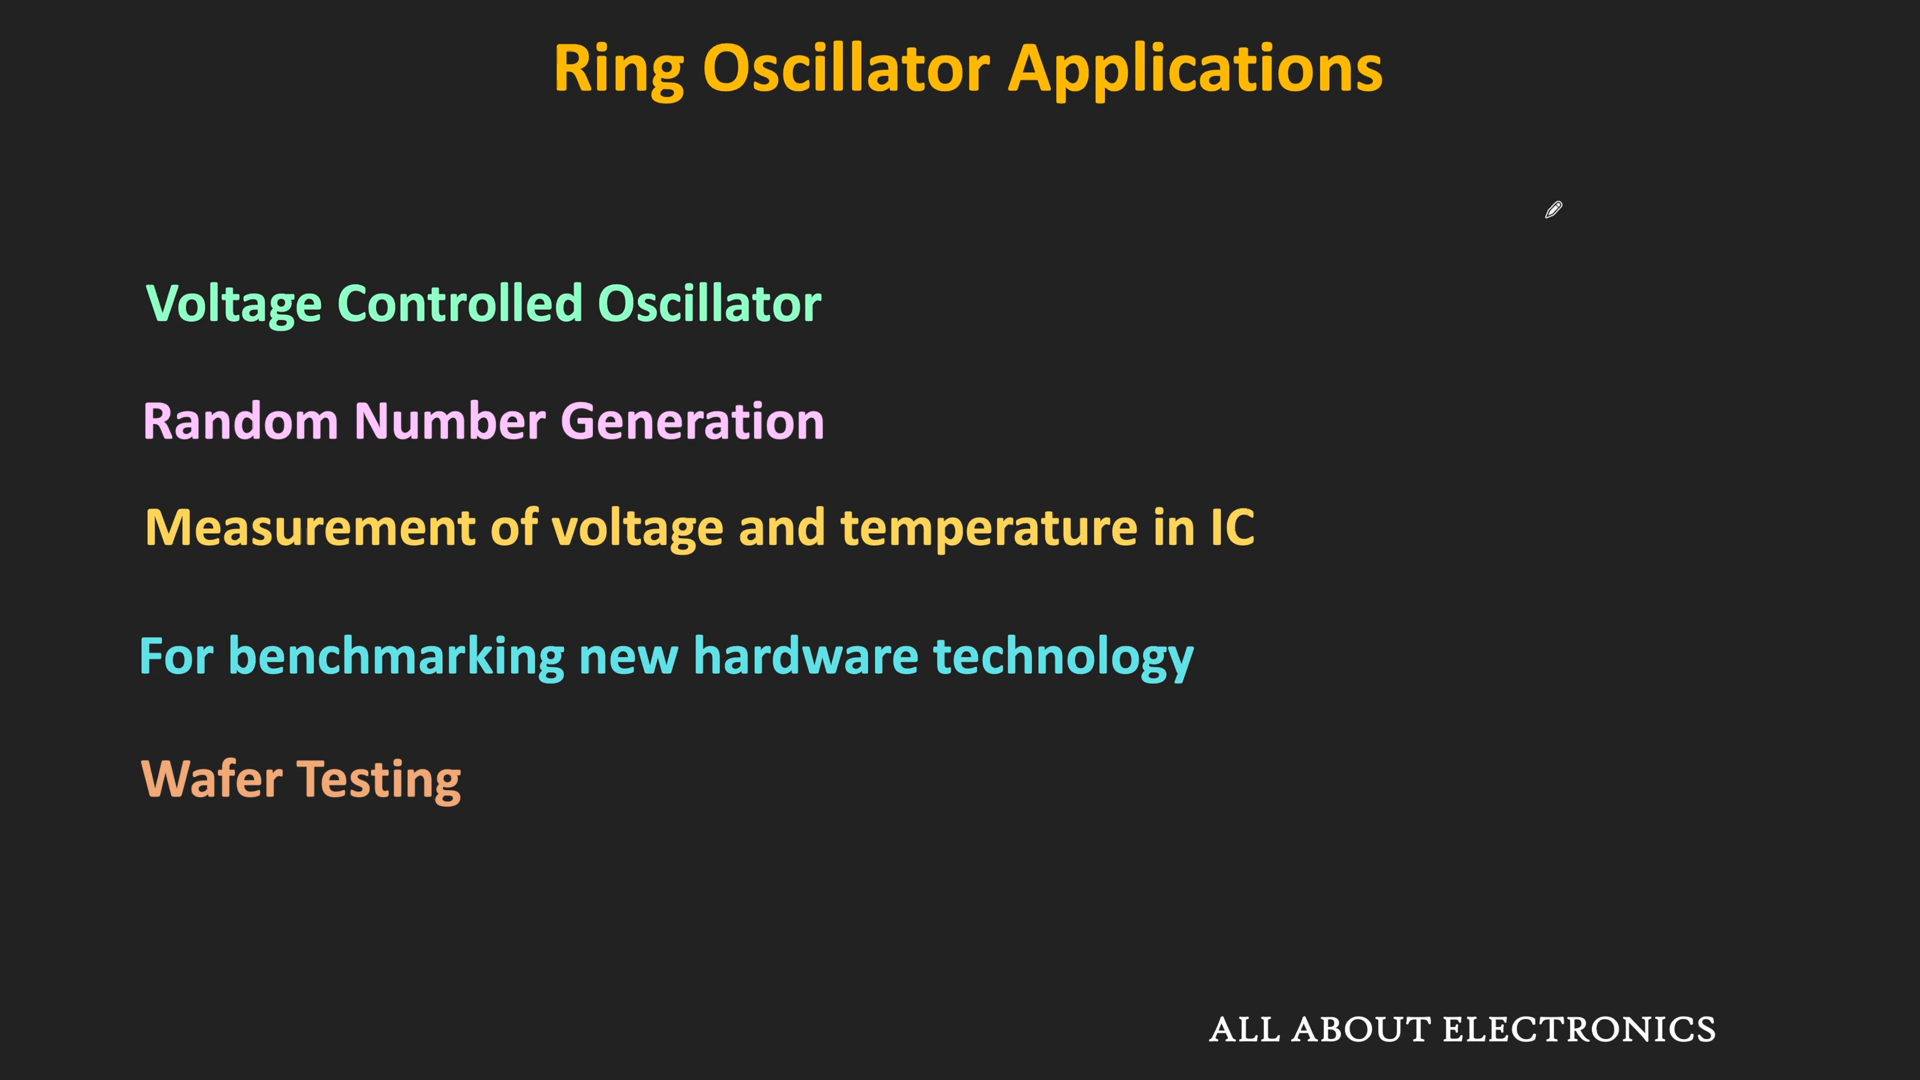 Ring Oscillator Applications
Voltage Controlled Oscillator
Random Number Generation
Measurement of voltage and temperature in IC
For benchmarking new hardware technology
Wafer Testing
ALL ABOUT ELECTRONICS